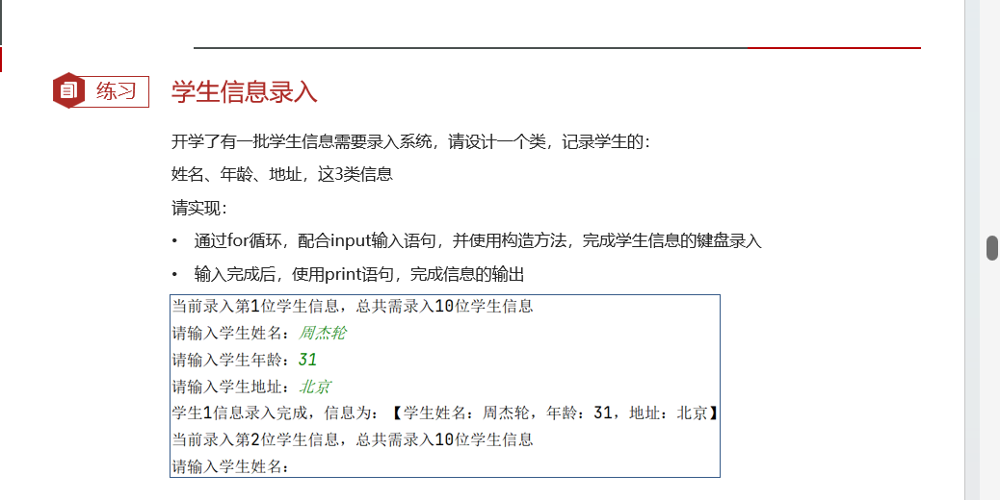 练习
学生信息录入
开学了有一批学生信息需要录入系统，请设计一个类，记录学生的：
姓名、年龄、地址，这3类信息
请实现：
• 通过for循环，配合input输入语句，并使用构造方法，完成学生信息的键盘录入
• 输入完成后，使用print语句，完成信息的输出
当前录入第1位学生信息，总共需录入10位学生信息
请输入学生姓名：周杰轮
请输入学生年龄：31
请输入学生地址：北京
学生1信息录入完成，信息为：【学生姓名：周杰轮，年龄：31，地址：北京】
当前录入第2位学生信息，总共需录入10位学生信息
请输入学生姓名：